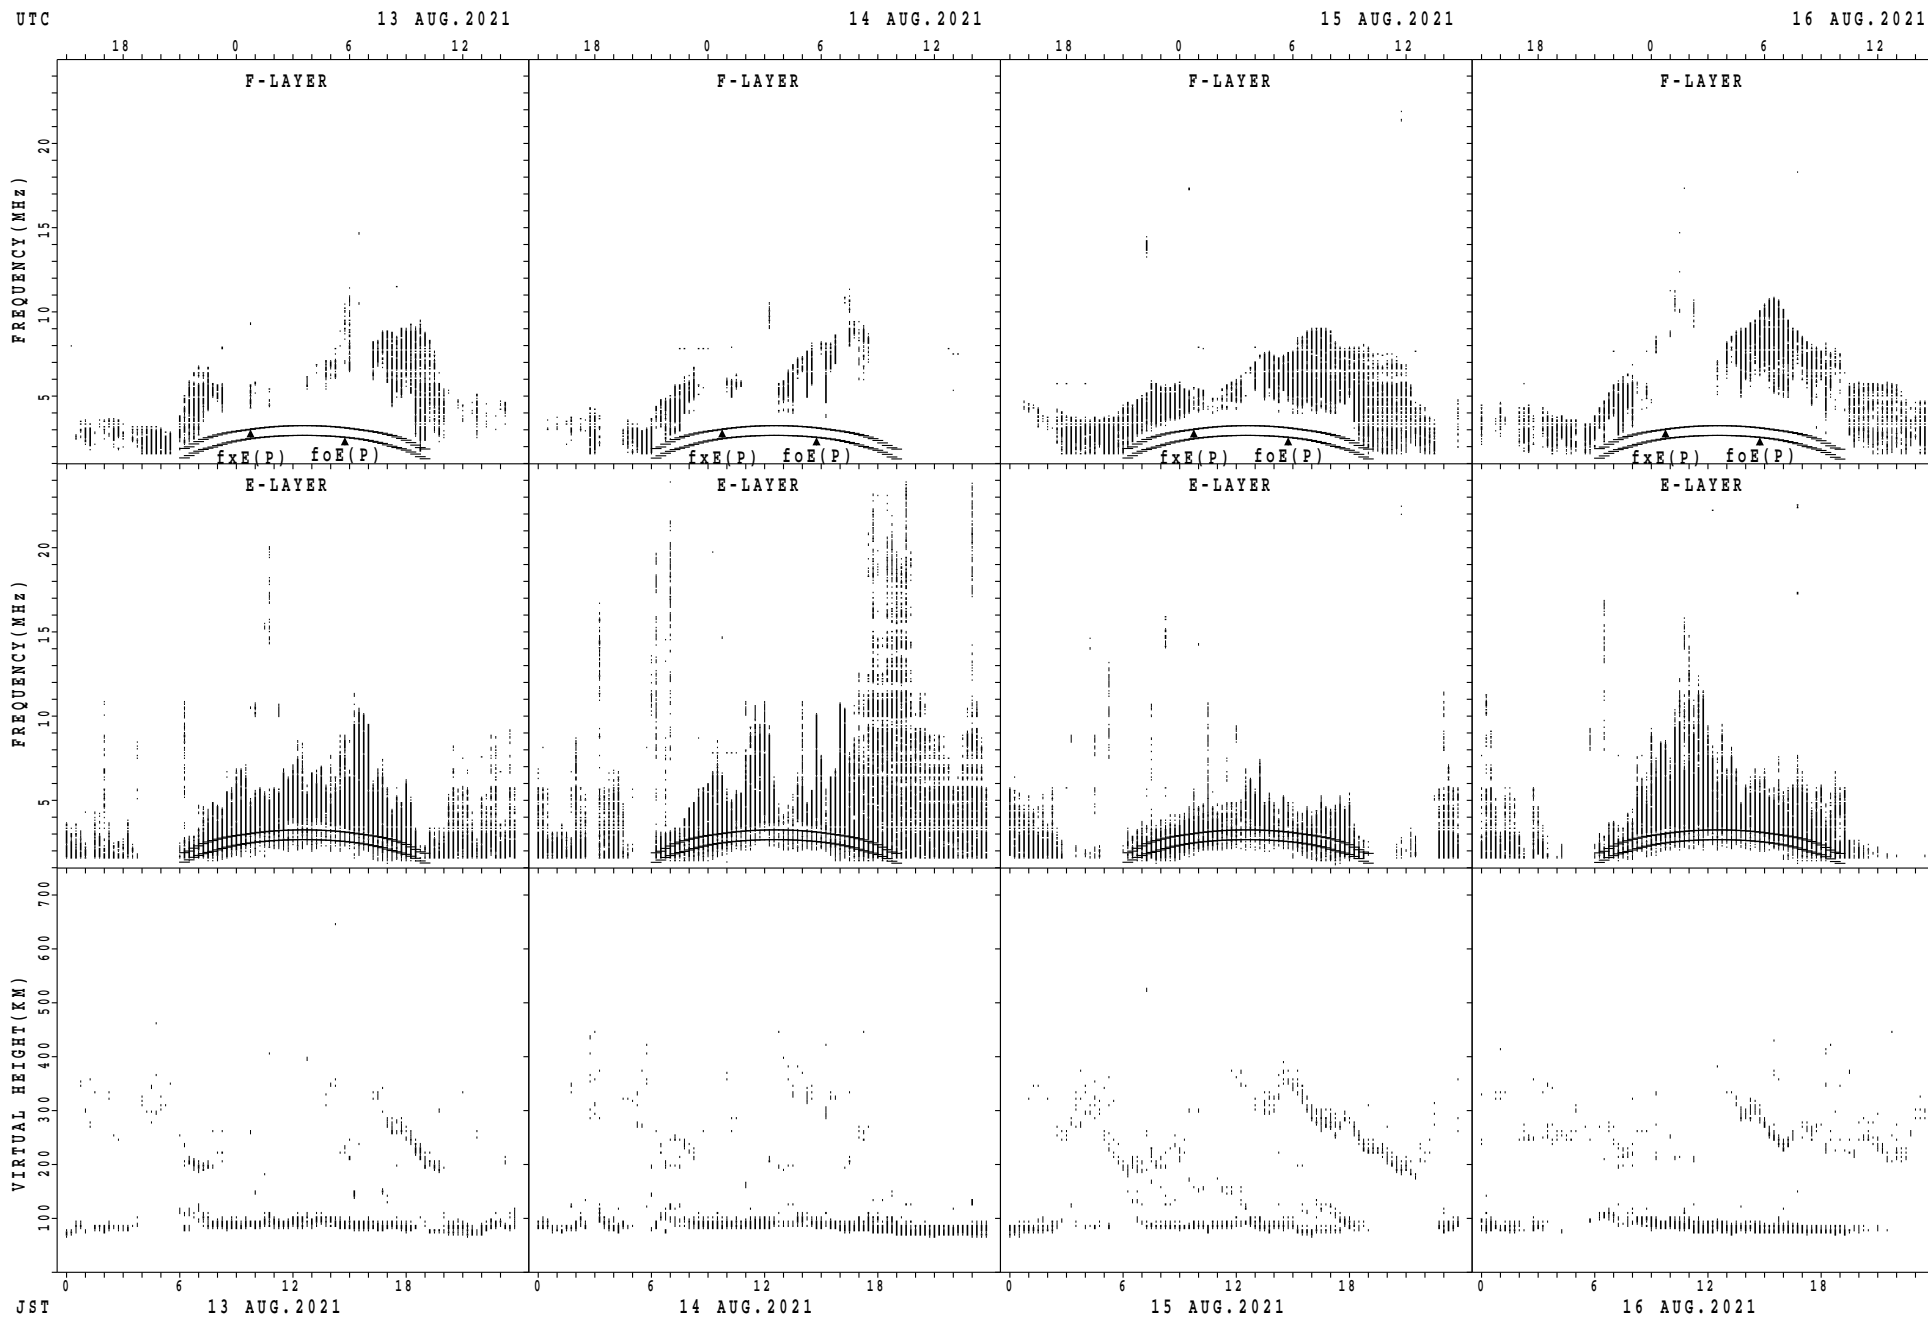 UTC 13 AUG.2021 14 AUG.2021 15 AUG.2021 16 AUG.2021
18 0 6 12 18 0 6 12 18 0 6 12 18 0 6 12
F-LAYER F-LAYER F-LAYER F-LAYER
FREQUENCY(MHz)
20
15
10
5
fxE(P) foE(P) fxE(P) foE(P) fxE(P) foE(P) fxE(P) foE(P)
E-LAYER E-LAYER E-LAYER E-LAYER
FREQUENCY(MHz)
20
15
10
5
VIRTUAL HEIGHT(KM)
700
600
500
400
300
200
100
0 6 12 18 0 6 12 18 0 6 12 18 0 6 12 18
JST 13 AUG.2021 14 AUG.2021 15 AUG.2021 16 AUG.2021